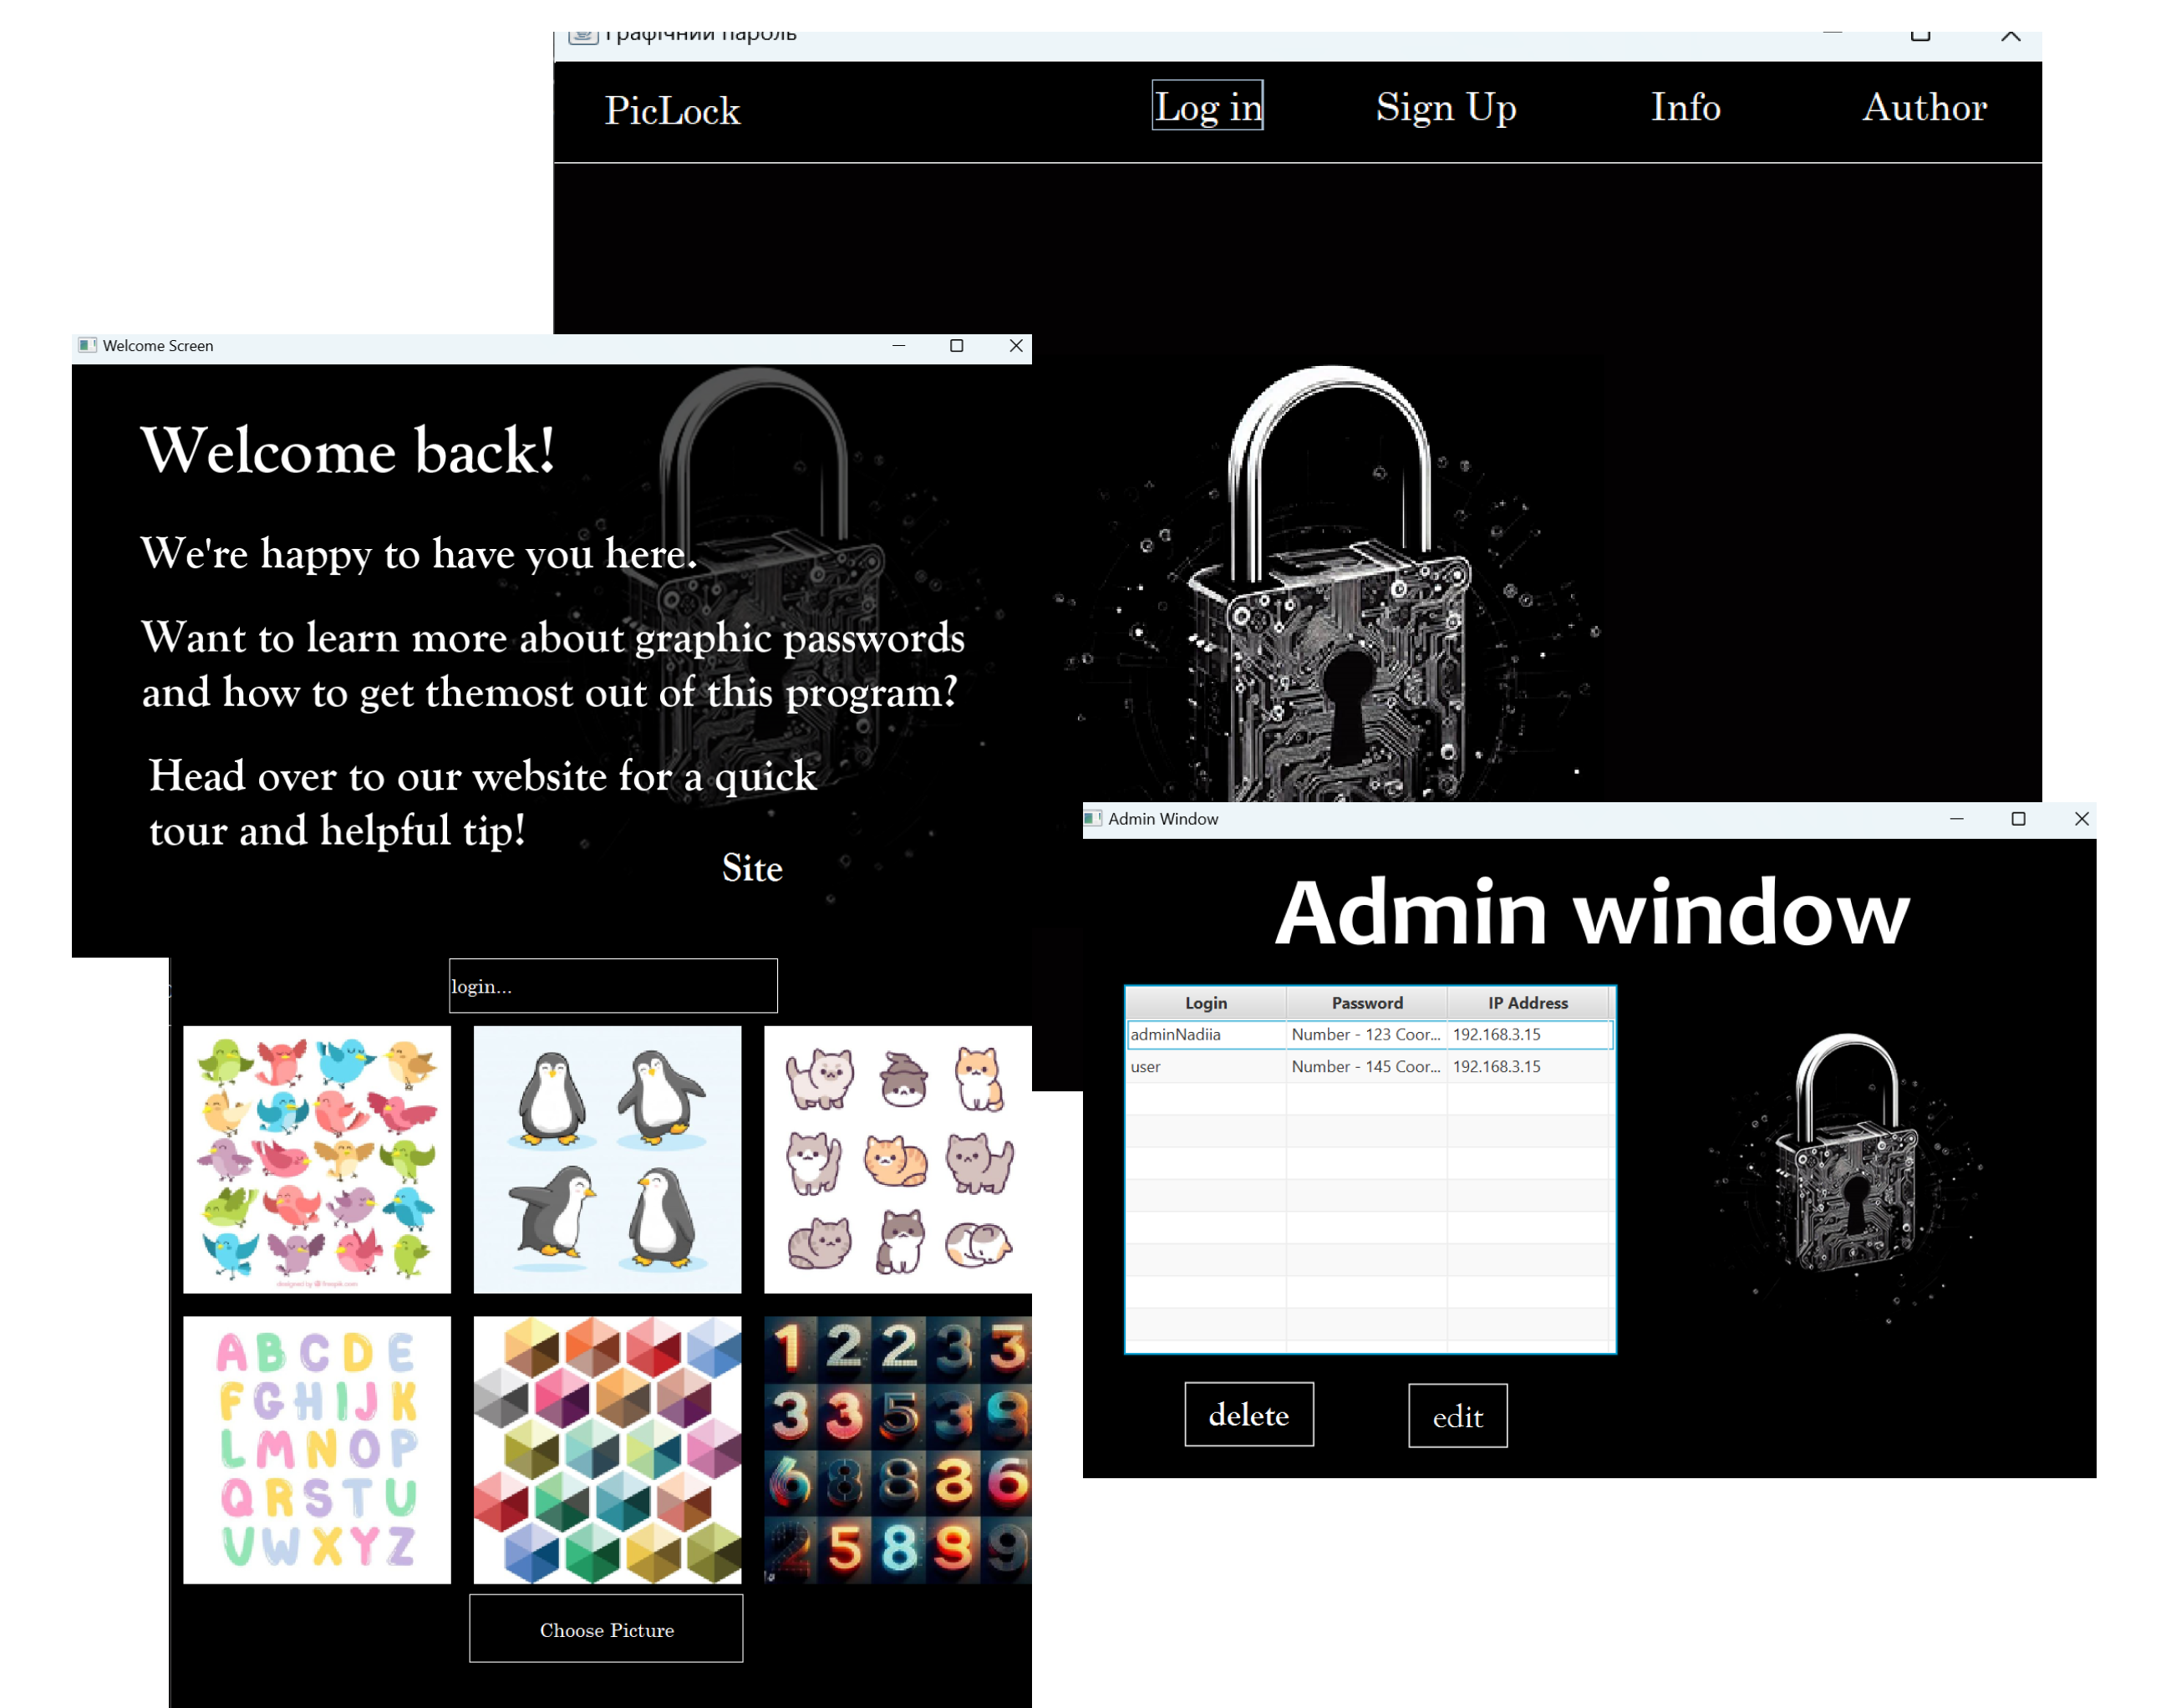 Графічний пароль
PicLock
Log in
Sign Up
Info
Author
Welcome Screen
Welcome back!
We're happy to have you here.
Want to learn more about graphic passwords
and how to get themost out of this program?
Head over to our website for a quick
tour and helpful tip!
Site
login...
designed by freepik.com
A B C D E
F G H I J K
L M N O P
Q R S T U
V W X Y Z
1 2 2 3 3
3 3 5 3 9
6 8 8 8 6
2 5 8 9 9
Choose Picture
Admin Window
Admin window
Login Password IP Address
adminNadiia Number - 123 Coor... 192.168.3.15
user Number - 145 Coor... 192.168.3.15
delete
edit